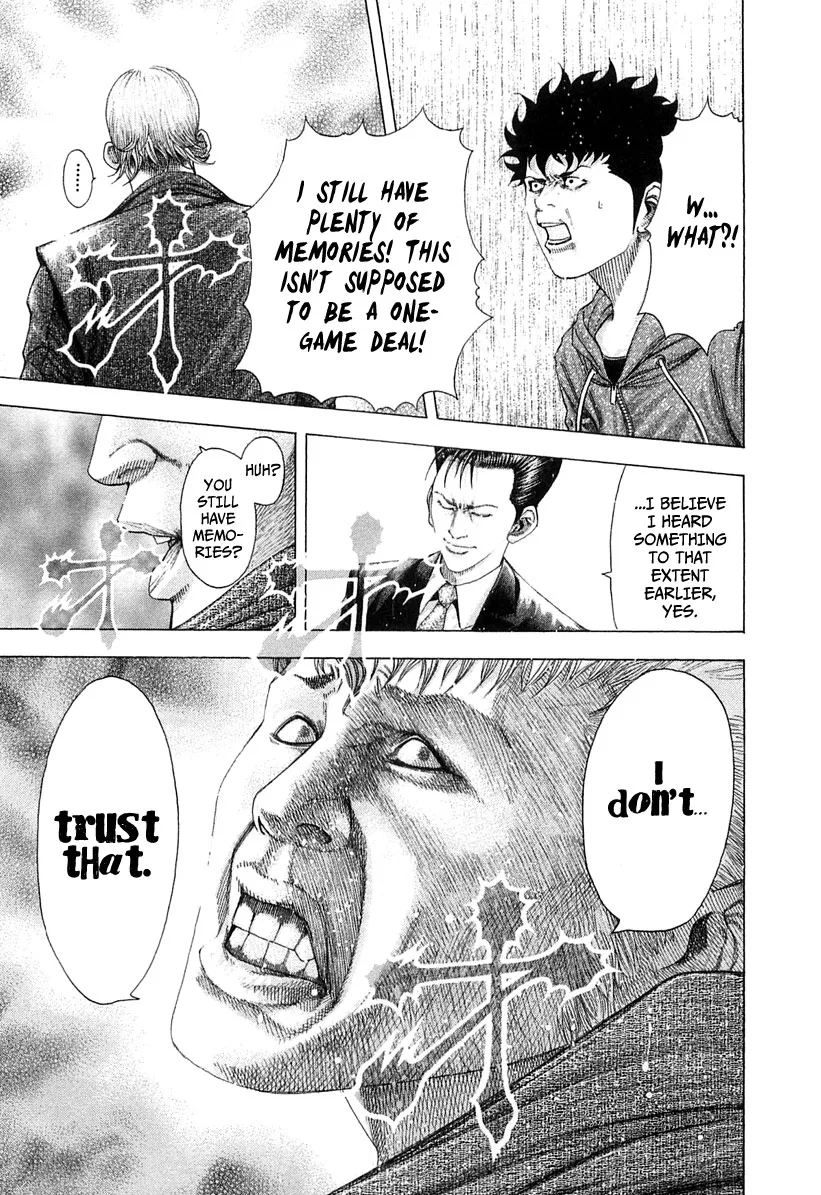 W...
WHAT?!
I STILL HAVE
PLENTY OF
MEMORIES! THIS
ISN'T SUPPOSED
TO BE A ONE-
GAME DEAL!
......
...I BELIEVE
I HEARD
SOMETHING
TO THAT
EXTENT
EARLIER,
YES.
HUH?
YOU
STILL
HAVE
MEMO-
RIES?
I
don't...
trust
tHat.